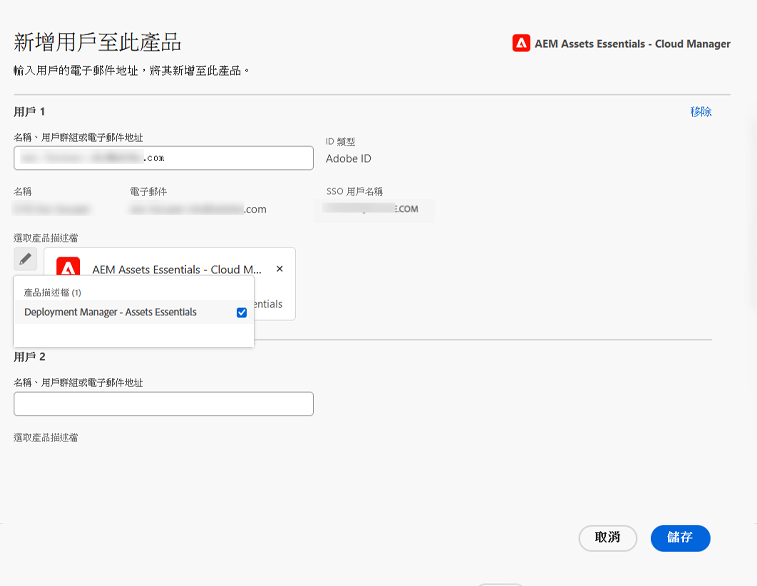 新增用戶至此產品
AEM Assets Essentials - Cloud Manager
輸入用戶的電子郵件地址，將其新增至此產品。
用戶 1
移除
名稱、用戶群組或電子郵件地址
ID 類型
.com
Adobe ID
名稱
電子郵件
SSO 用戶名稱
.com
.COM
選取產品描述檔
AEM Assets Essentials - Cloud M...
產品描述檔 (1)
Deployment Manager - Assets Essentials
用戶 2
名稱、用戶群組或電子郵件地址
選取產品描述檔
取消
儲存